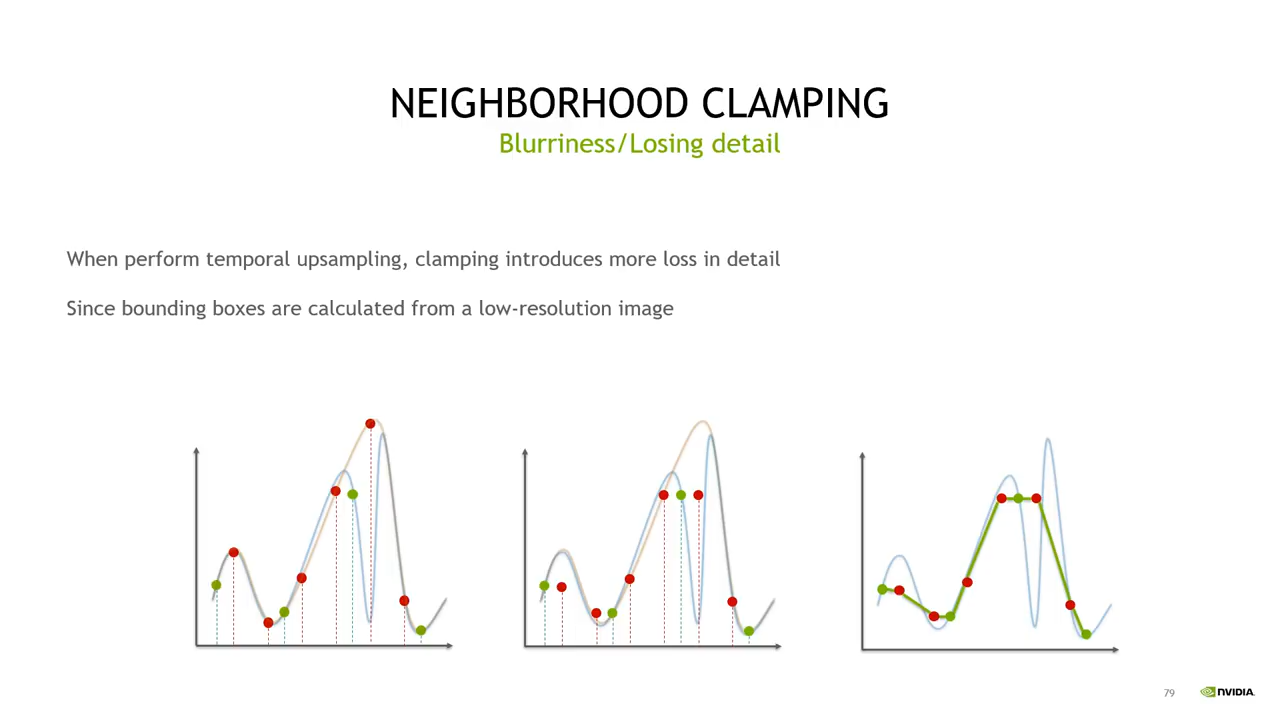 NEIGHBORHOOD CLAMPING
Blurriness/Losing detail
When perform temporal upsampling, clamping introduces more loss in detail
Since bounding boxes are calculated from a low-resolution image
79
NVIDIA.